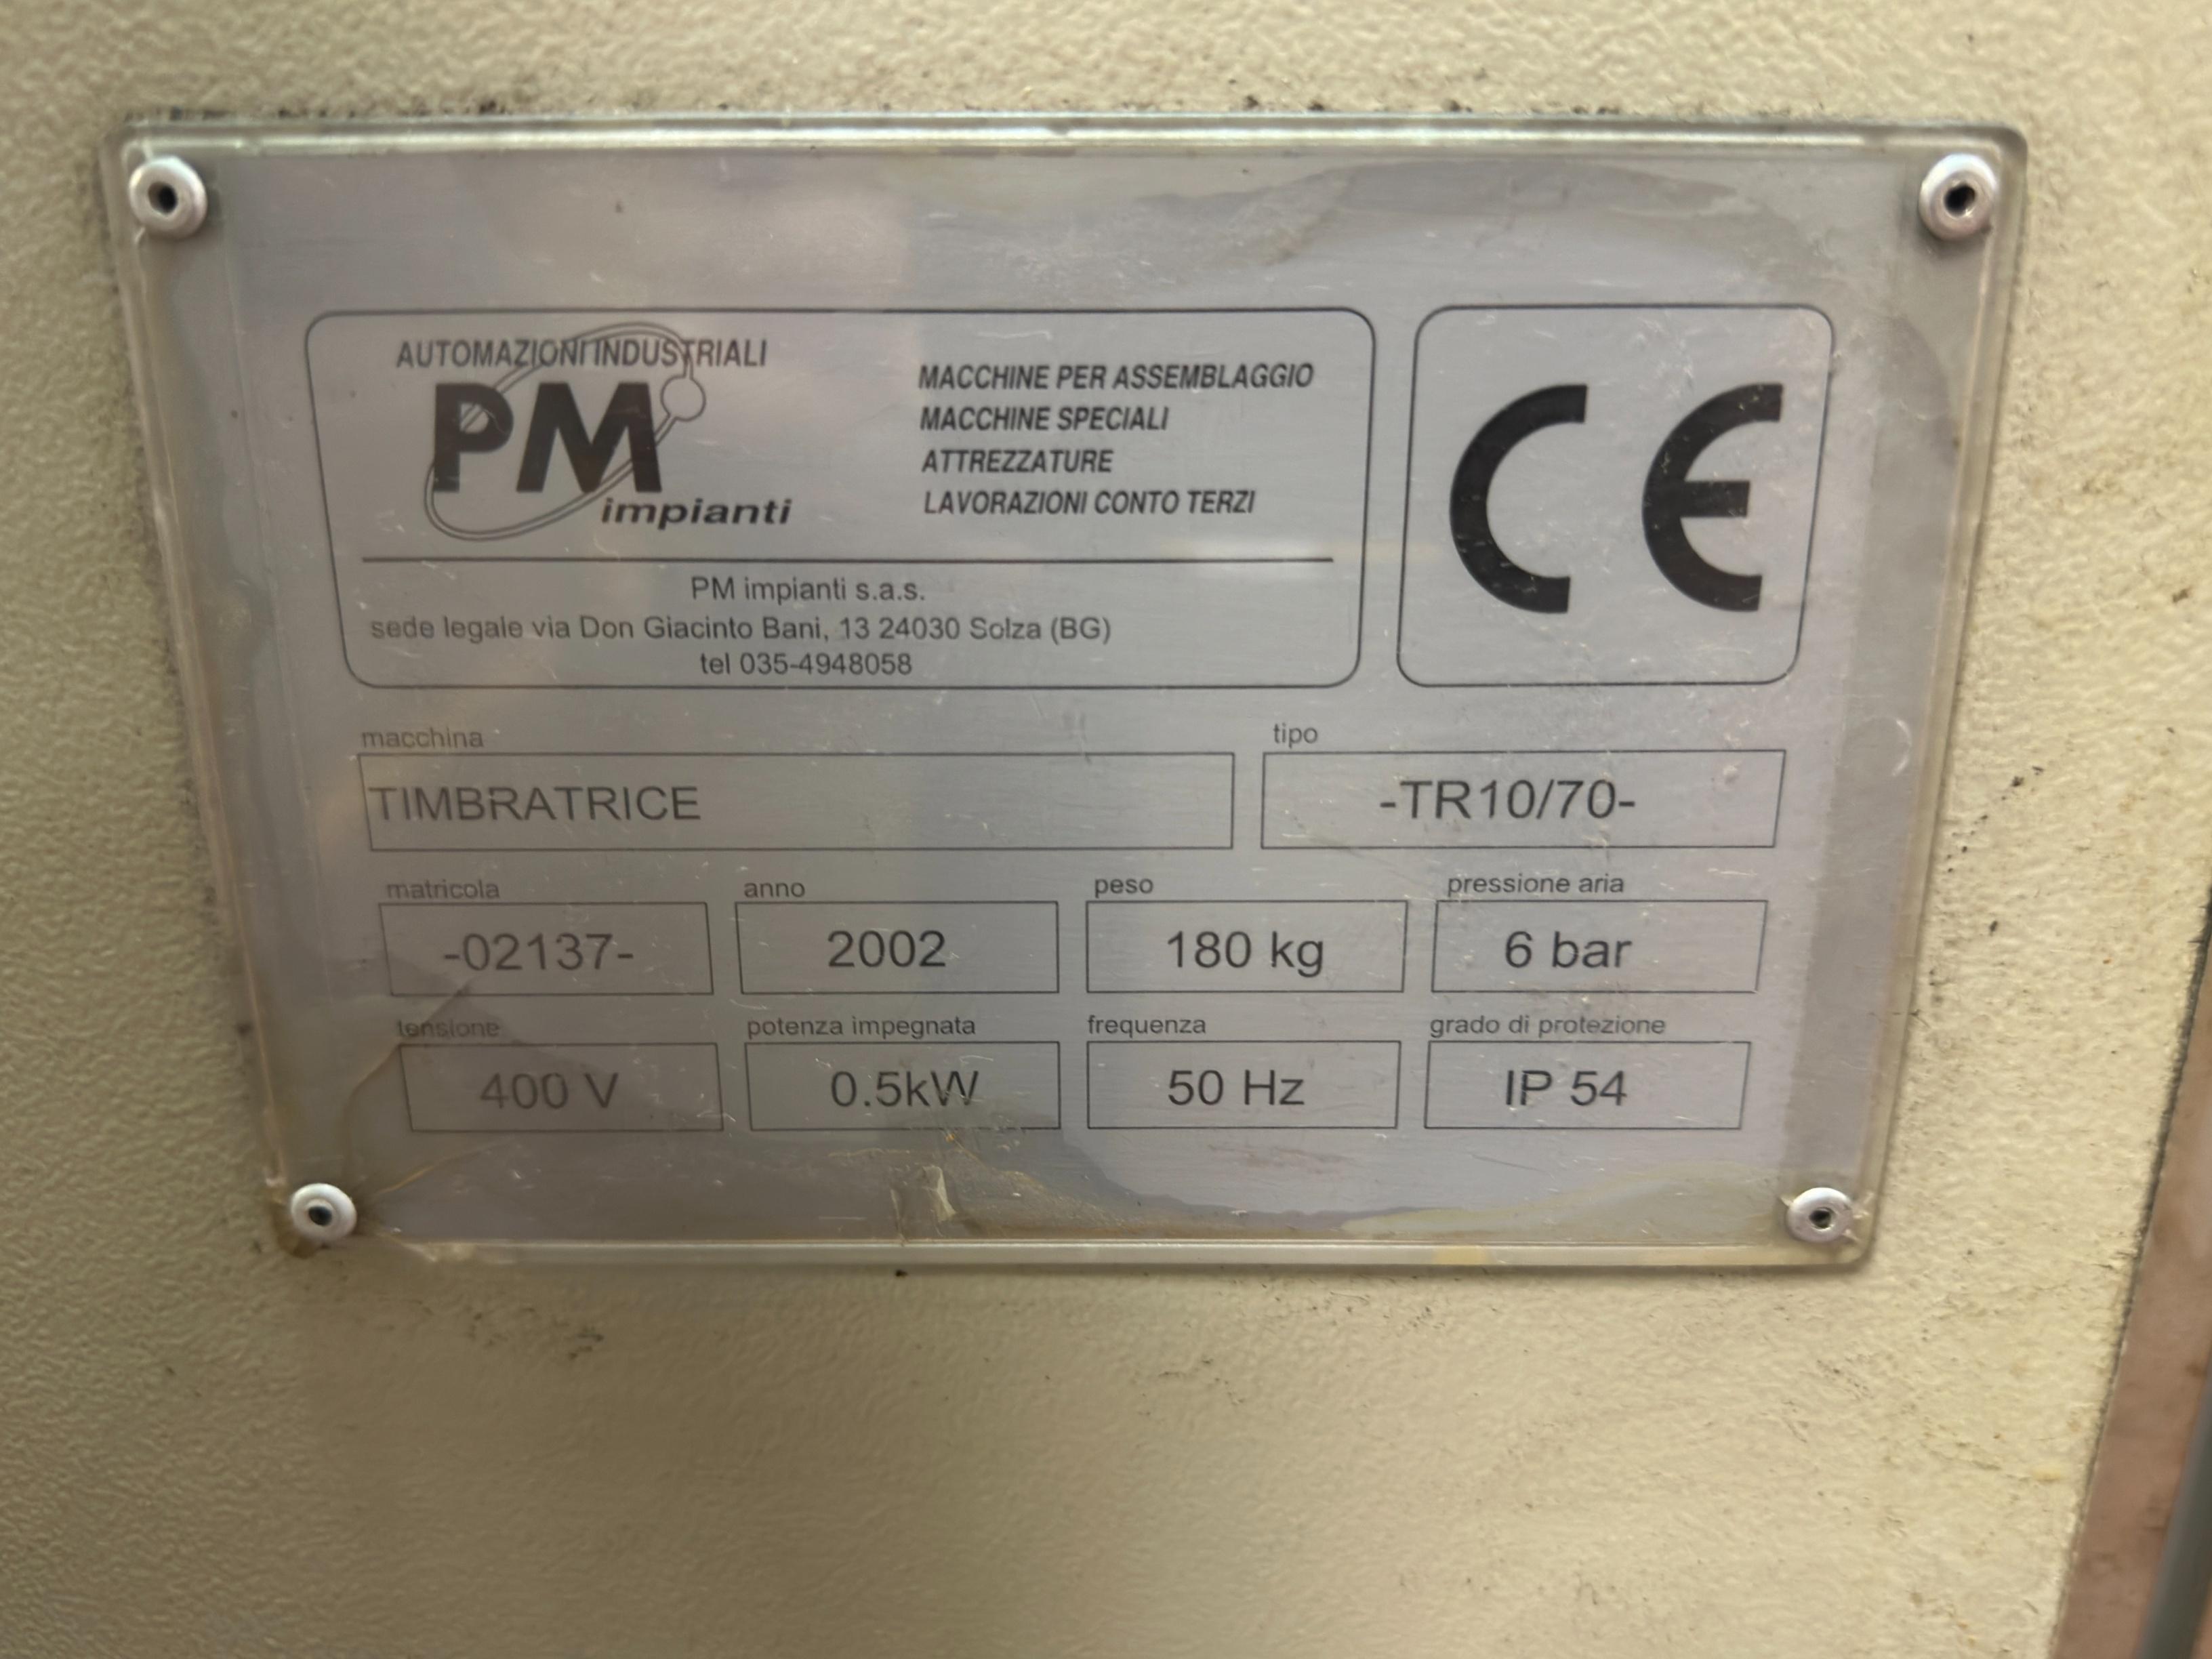 AUTOMAZIONI INDUSTRIALI
PM
impianti
MACCHINE PER ASSEMBLAGGIO
MACCHINE SPECIALI
ATTREZZATURE
LAVORAZIONI CONTO TERZI
PM impianti s.a.s.
sede legale via Don Giacinto Bani, 13 24030 Solza (BG)
tel 035-4948058
CE
macchina tipo
TIMBRATRICE -TR10/70-
matricola anno peso pressione aria
-02137- 2002 180 kg 6 bar
tensione potenza impegnata frequenza grado di protezione
400 V 0.5kW 50 Hz IP 54